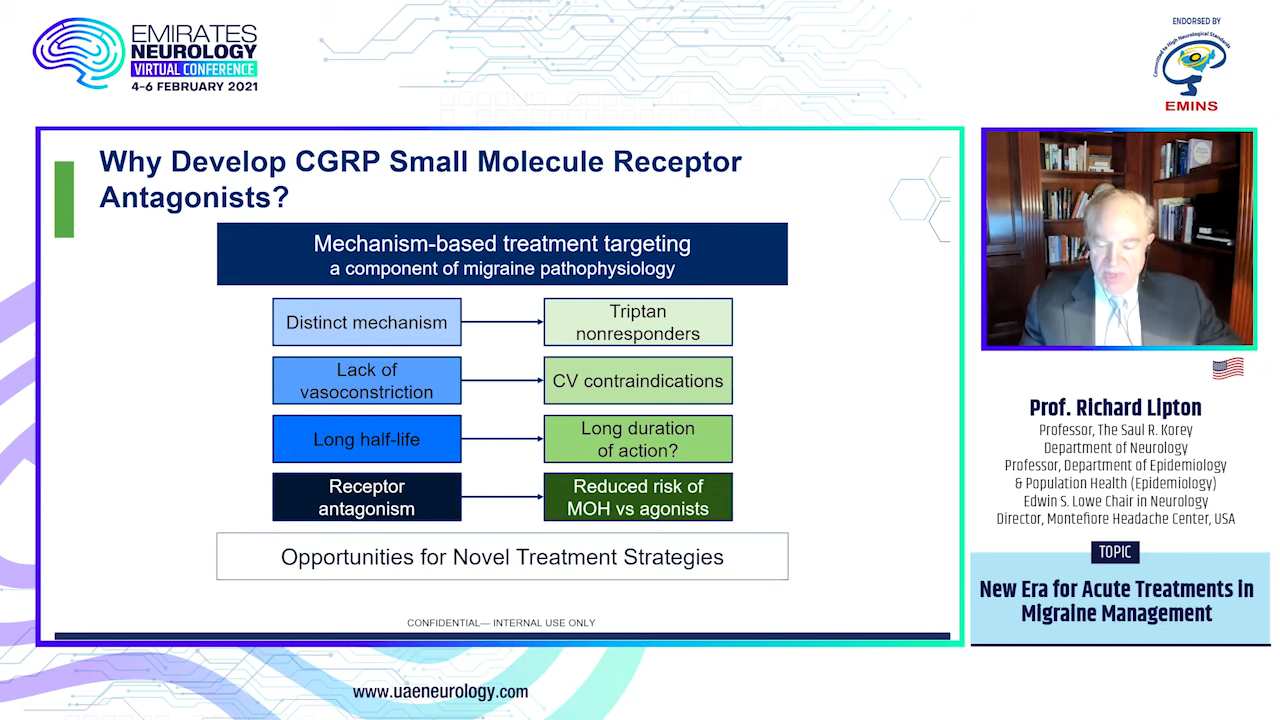 EMIRATES
NEUROLOGY
VIRTUAL CONFERENCE
4-6 FEBRUARY 2021
ENDORSED BY
Committed to High Neurological Standards
EMINS
Why Develop CGRP Small Molecule Receptor
Antagonists?
Mechanism-based treatment targeting
a component of migraine pathophysiology
Distinct mechanism
Triptan
nonresponders
Lack of
vasoconstriction
CV contraindications
Long half-life
Long duration
of action?
Receptor
antagonism
Reduced risk of
MOH vs agonists
Opportunities for Novel Treatment Strategies
CONFIDENTIAL— INTERNAL USE ONLY
Prof. Richard Lipton
Professor, The Saul R. Korey
Department of Neurology
Professor, Department of Epidemiology
& Population Health (Epidemiology)
Edwin S. Lowe Chair in Neurology
Director, Montefiore Headache Center, USA
TOPIC
New Era for Acute Treatments in
Migraine Management
www.uaeneurology.com